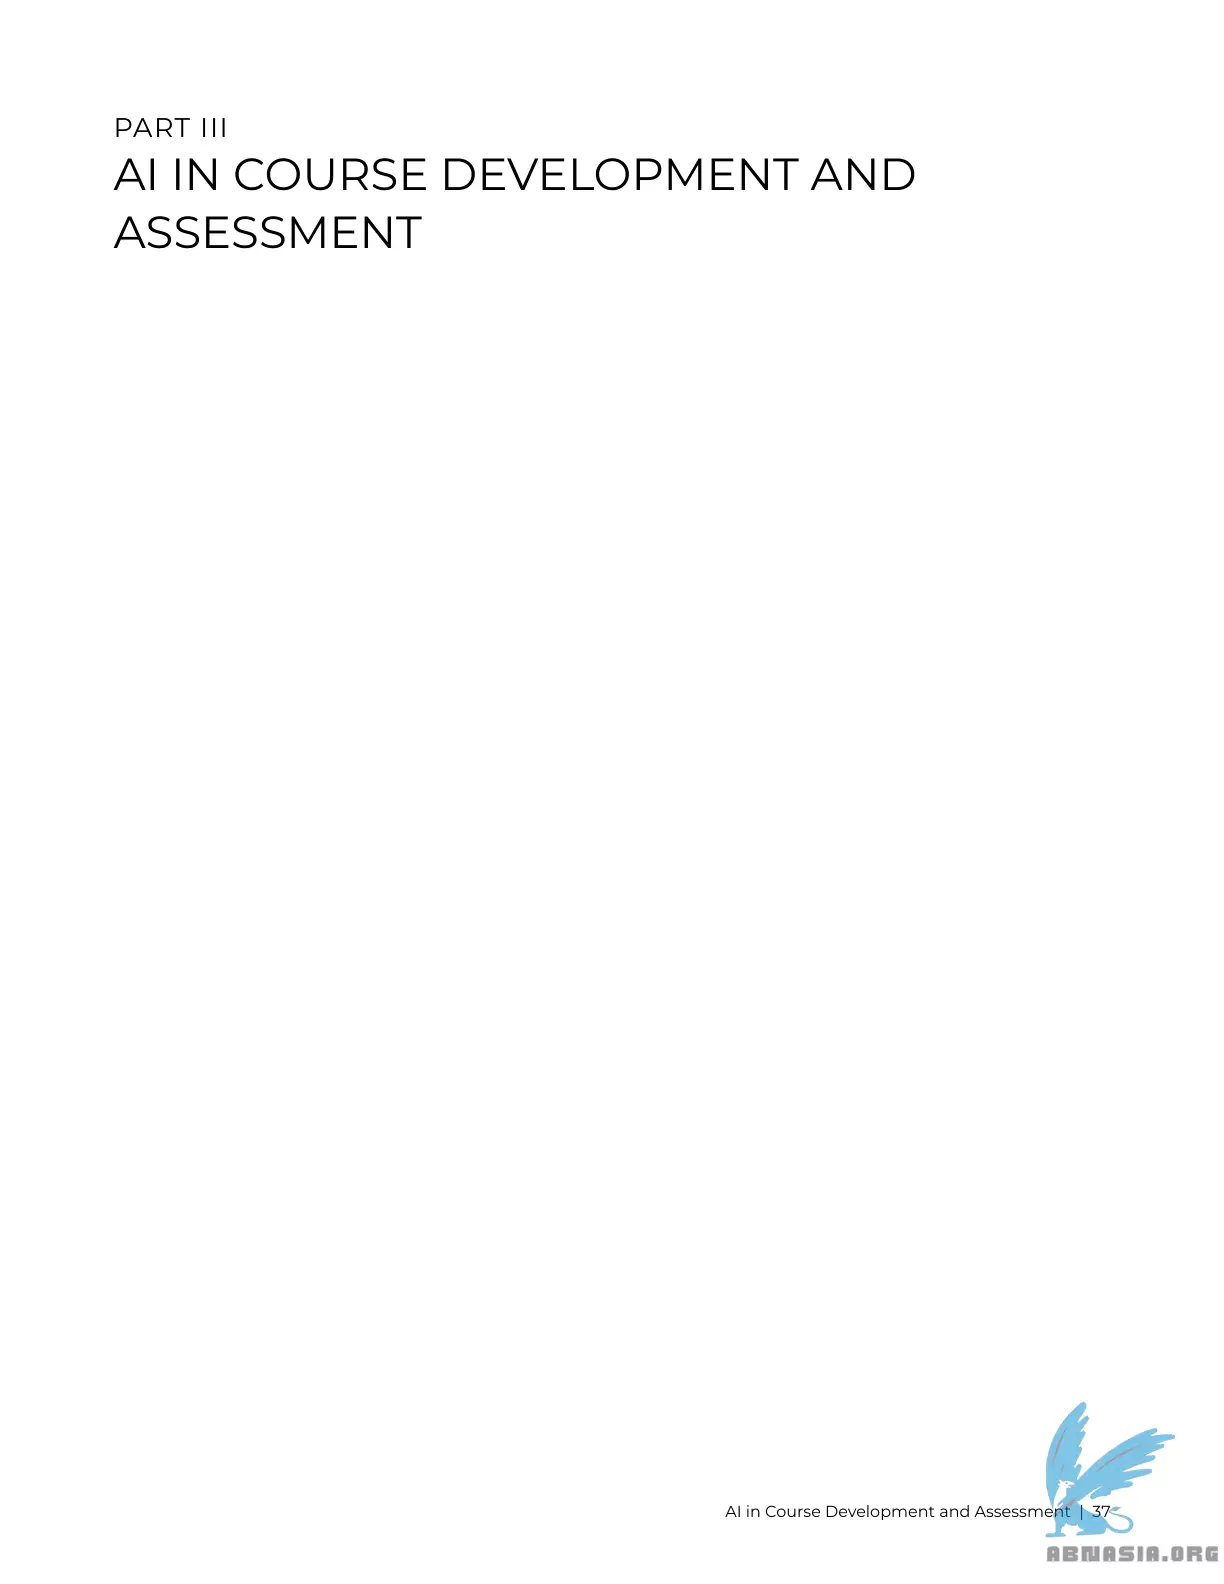 PART III
AI IN COURSE DEVELOPMENT AND
ASSESSMENT
AI in Course Development and Assessment | 37
ABNASIA.ORG